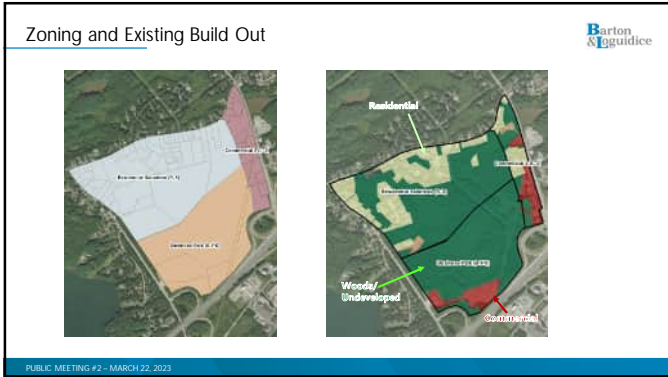 Zoning and Existing Build Out
Barton
& Loguidice
Residential
Woods/
Undeveloped
Commercial
PUBLIC MEETING #2 – MARCH 22, 2023